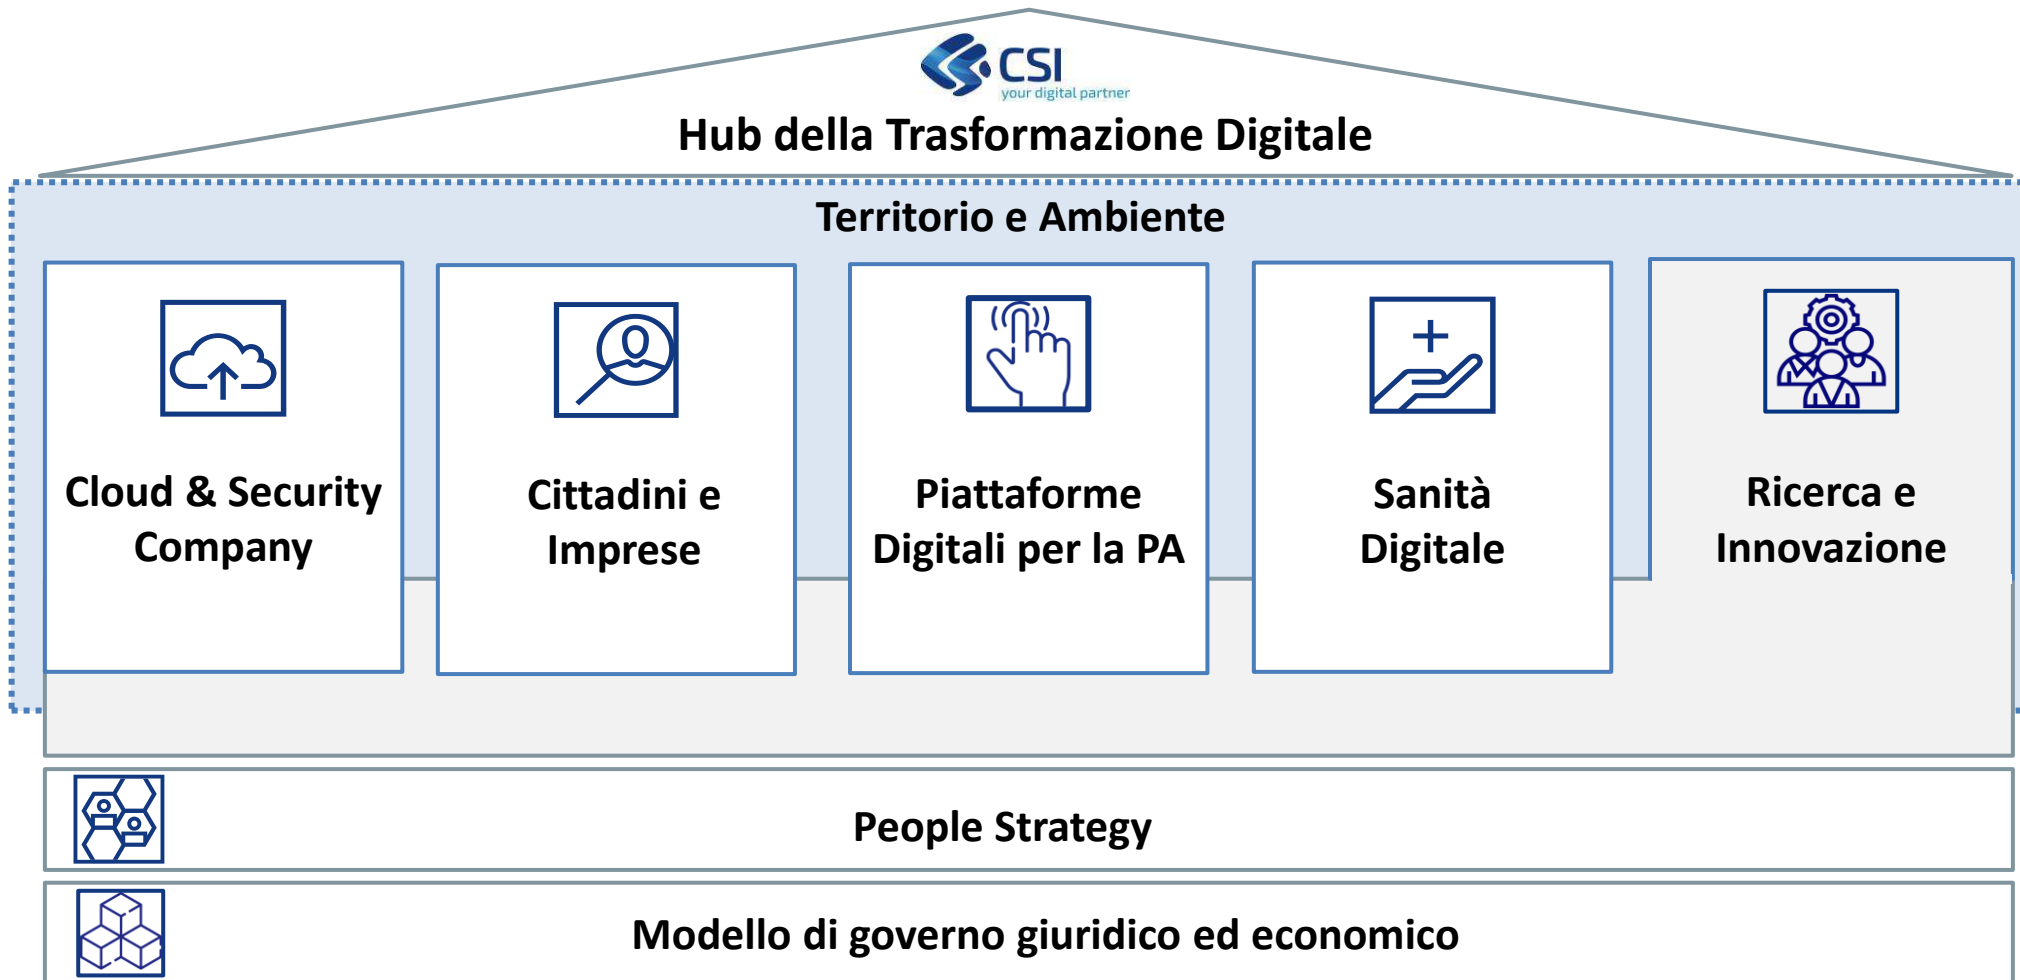 CSI
your digital partner
Hub della Trasformazione Digitale
Territorio e Ambiente
Cloud & Security
Company
Cittadini e
Imprese
Piattaforme
Digitali per la PA
Sanità
Digitale
Ricerca e
Innovazione
People Strategy
Modello di governo giuridico ed economico